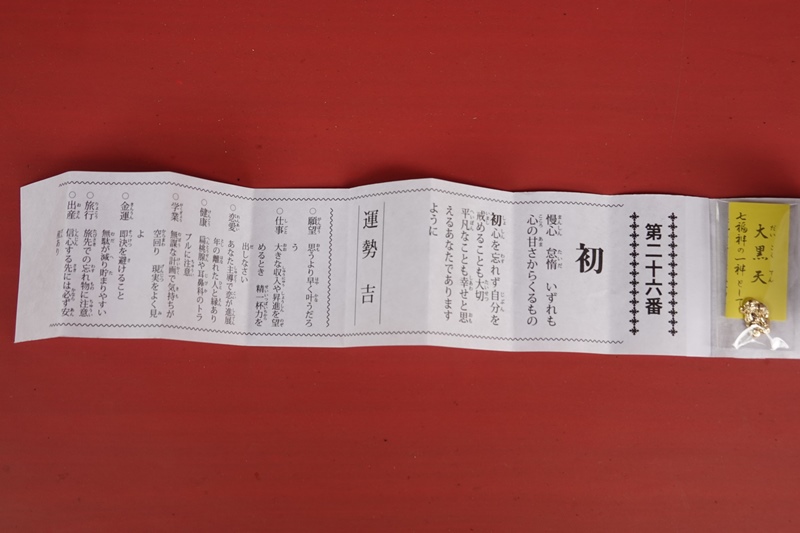 大黒天
七福神の一神として
第二十六番
初
慢心　怠惰　いずれも
心の甘さからくるもの
初心を忘れず自分を
戒めることも大切
平凡なことも幸せと思
えるあなたであります
ように
運勢　吉
○願望　思うより早く叶うだろ
う
○仕事　大きな収入や昇進を望
めるとき　精一杯力を
出しなさい
○恋愛　あなた主導で恋が進展
年の離れた人と縁あり
○健康　扁桃腺や耳鼻科のトラ
ブルに注意
○学業　無謀な計画で気持ちが
空回り　現実をよく見
よ
○金運　即決を避けること
無駄が減り貯まりやすい
○旅行　旅先での忘れ物に注意
○出産　信心する先には必ず安